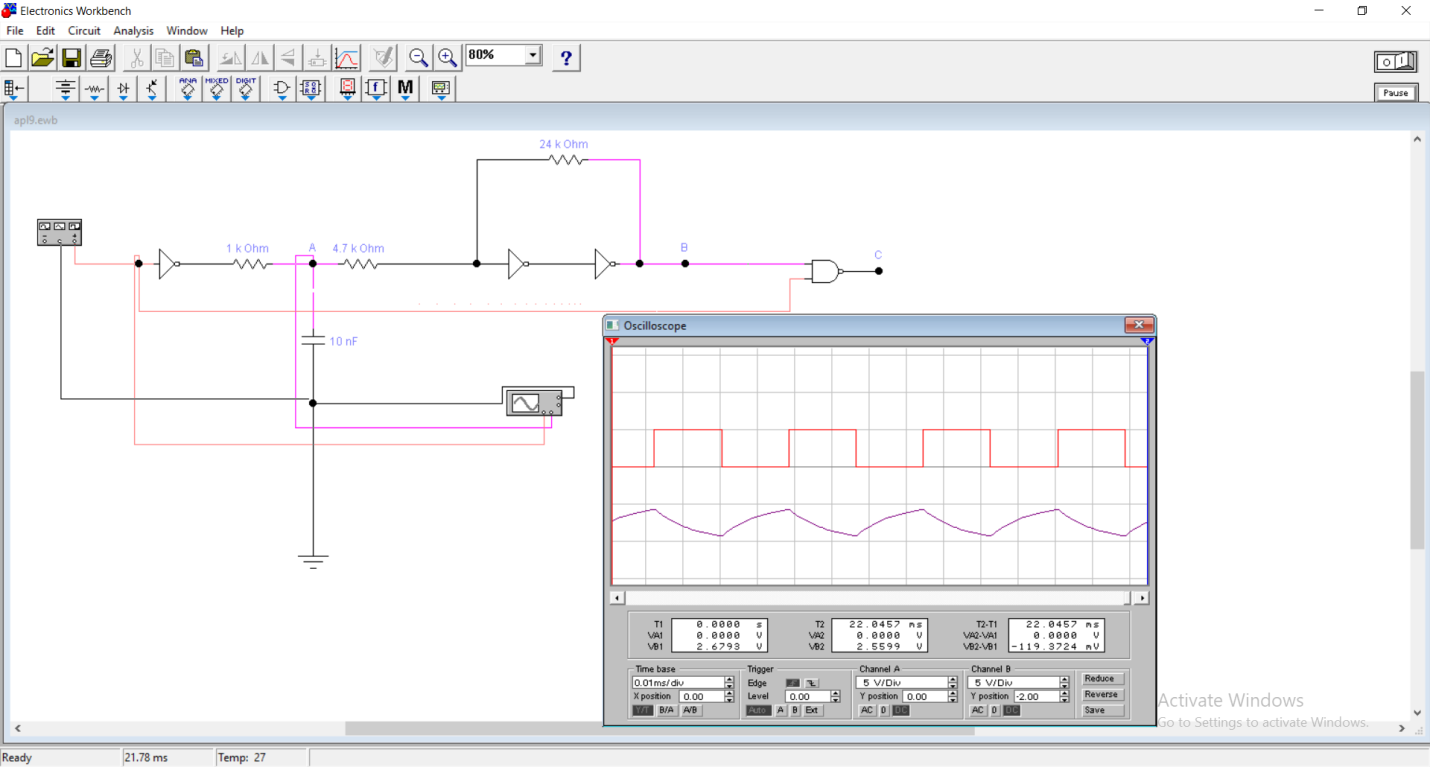 Electronics Workbench
File Edit Circuit Analysis Window Help
80% ?
ANA MIXED DIGIT M
Pause
apl9.ewb
24 k Ohm
1 k Ohm A 4.7 k Ohm B C
10 nF
Oscilloscope
1 2
T1 0.0000 s T2 22.0457 ms T2-T1 22.0457 ms
VA1 0.0000 V VA2 0.0000 V VA2-VA1 0.0000 V
VB1 2.6793 V VB2 2.5599 V VB2-VB1 -119.3724 mV
Time base Trigger Channel A Channel B
0.01ms/div Edge 5 V/Div 5 V/Div Reduce
X position 0.00 Level 0.00 Y position 0.00 Y position -2.00 Reverse
Y/T B/A A/B Auto A B Ext AC 0 DC AC 0 DC Save
Activate Windows
Go to Settings to activate Windows.
Ready 21.78 ms Temp: 27